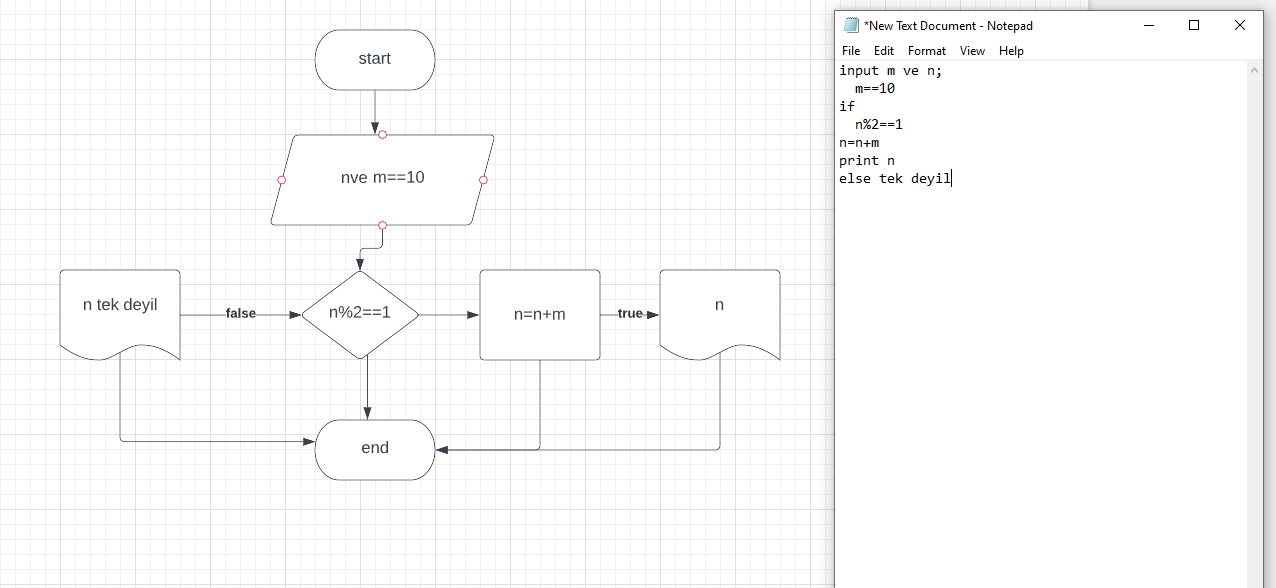 start
nve m==10
n tek deyil
false
n%2==1
n=n+m
true
n
end
*New Text Document - Notepad
File Edit Format View Help
input m ve n;
  m==10
if
  n%2==1
n=n+m
print n
else tek deyil